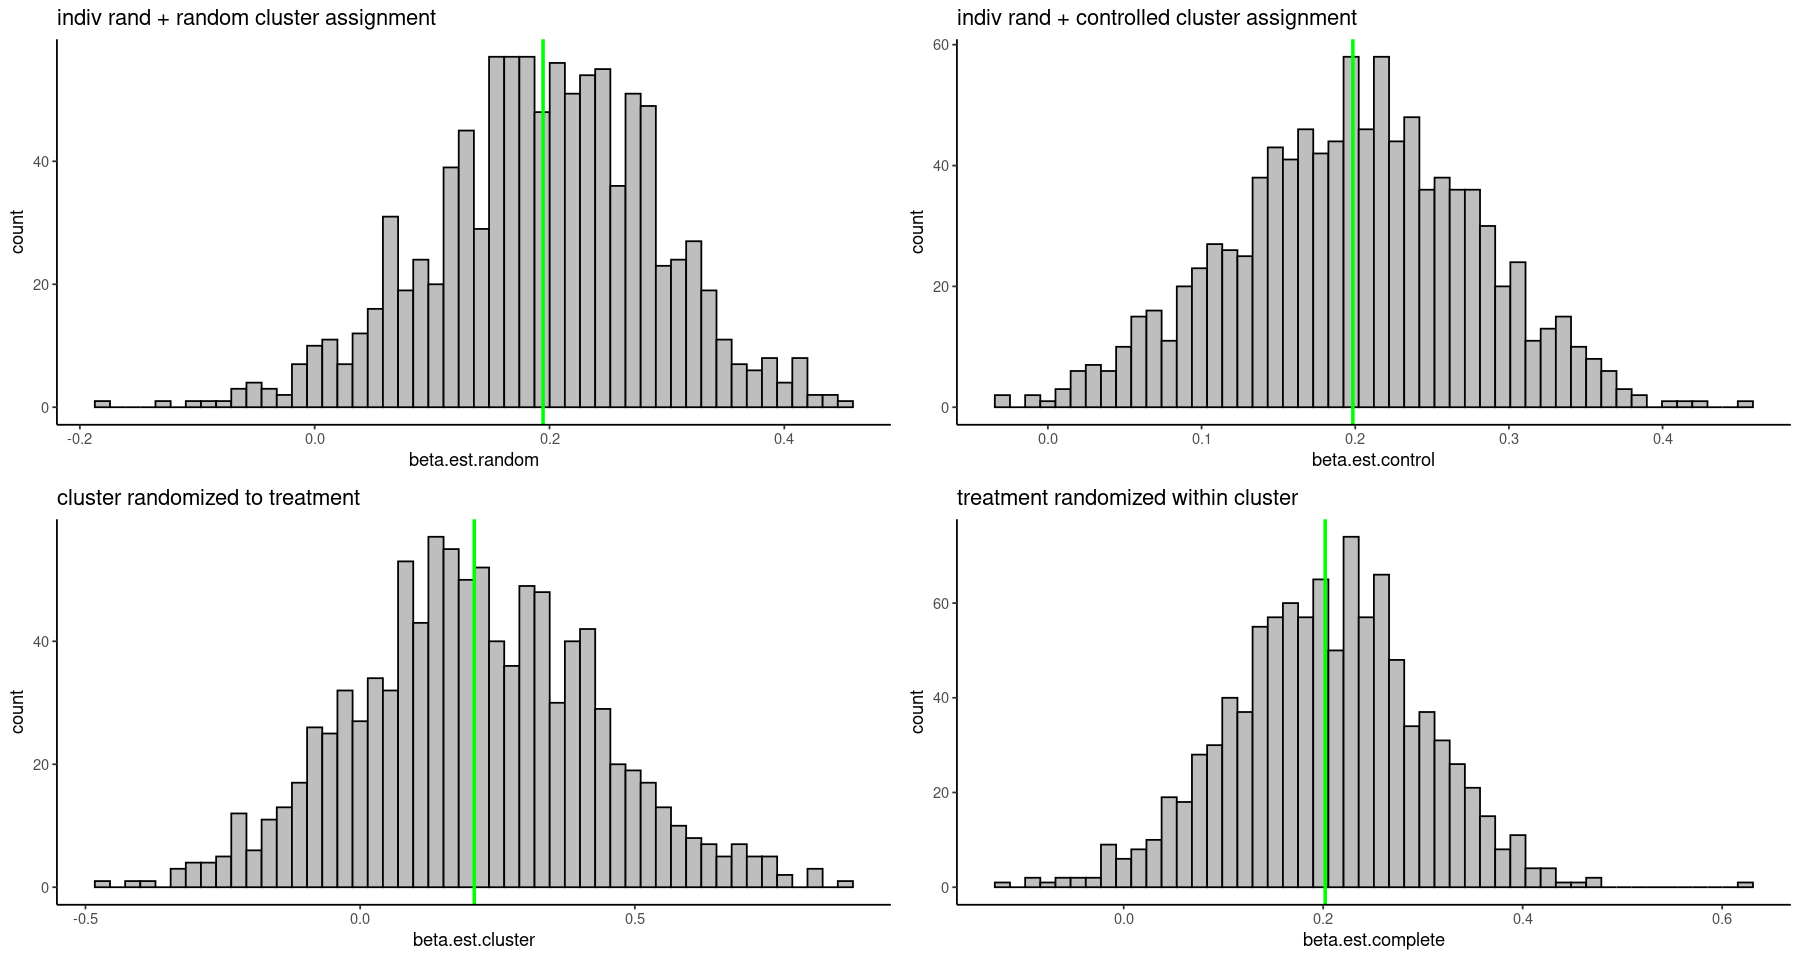 indiv rand + random cluster assignment
count
40
20
0
-0.2 0.0 0.2 0.4
beta.est.random
indiv rand + controlled cluster assignment
count
60
40
20
0
0.0 0.1 0.2 0.3 0.4
beta.est.control
cluster randomized to treatment
count
40
20
0
-0.5 0.0 0.5
beta.est.cluster
treatment randomized within cluster
count
60
40
20
0
0.0 0.2 0.4 0.6
beta.est.complete